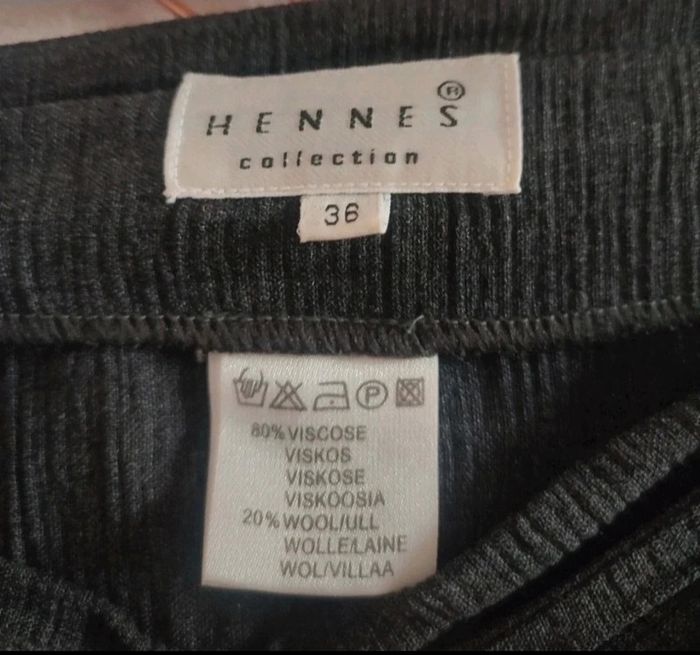 HENNES®
collection
36
P
80% VISCOSE
VISKOS
VISKOSE
VISKOOSIA
20% WOOL/ULL
WOLLE/LAINE
WOL/VILLAA